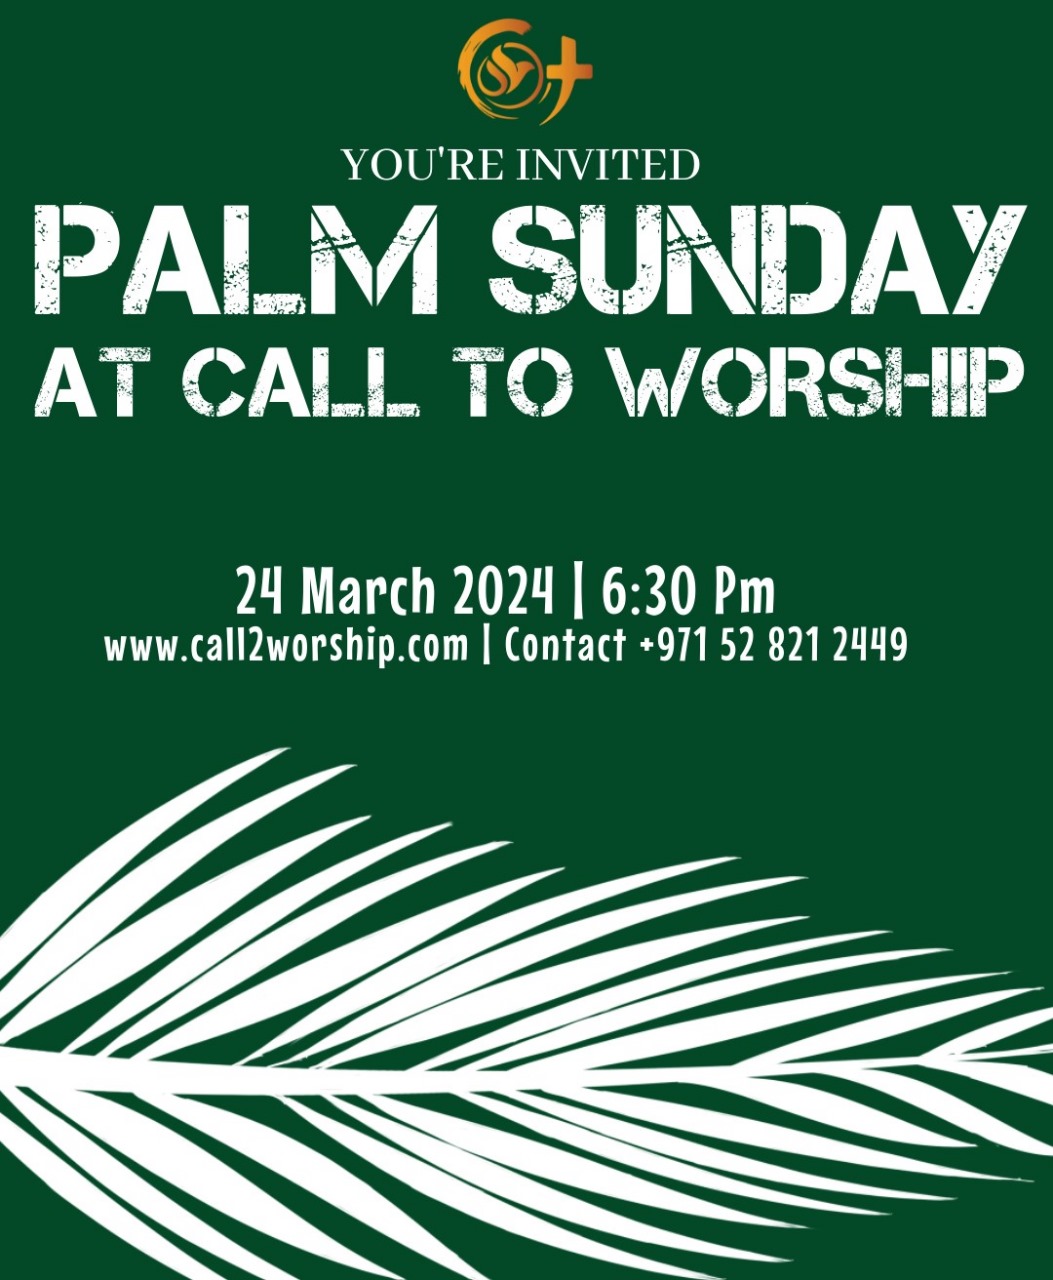 YOU'RE INVITED
PALM SUNDAY
AT CALL TO WORSHIP
24 March 2024 | 6:30 Pm
www.call2worship.com | Contact +971 52 821 2449